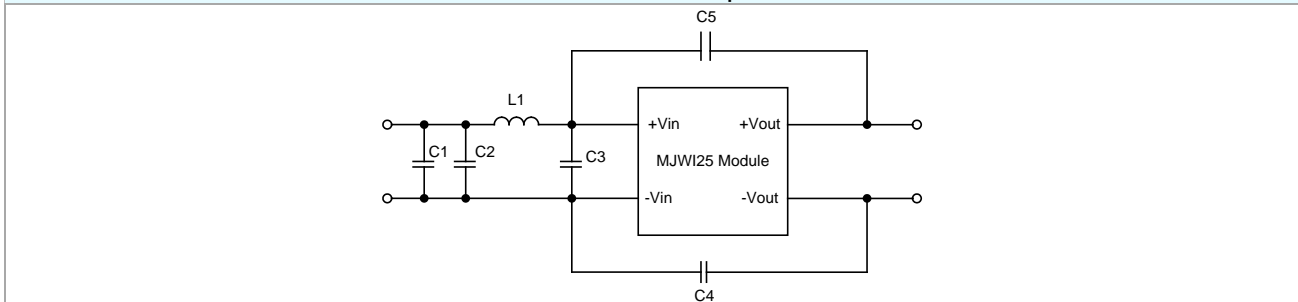 C5
L1
+Vin
+Vout
C1
C2
C3
MJWI25 Module
-Vin
-Vout
C4